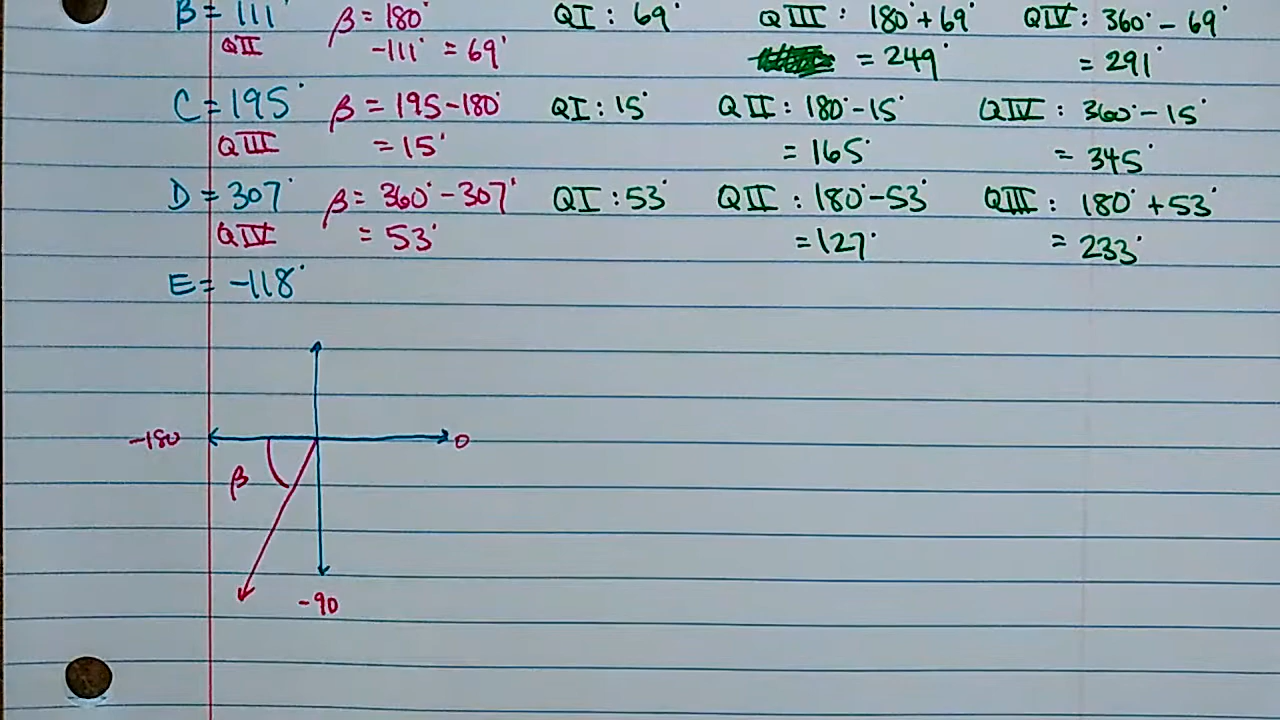 B = 111° β = 180° QI : 69° QIII : 180° + 69° QIV : 360° - 69°
QII -111° = 69° = 249° = 291°
C = 195° β = 195 - 180° QI : 15° QII : 180° - 15° QIV : 360° - 15°
QIII = 15° = 165° = 345°
D = 307° β = 360° - 307° QI : 53° QII : 180° - 53° QIII : 180° + 53°
QIV = 53° = 127° = 233°
E = -118°
-180 0
β
-90